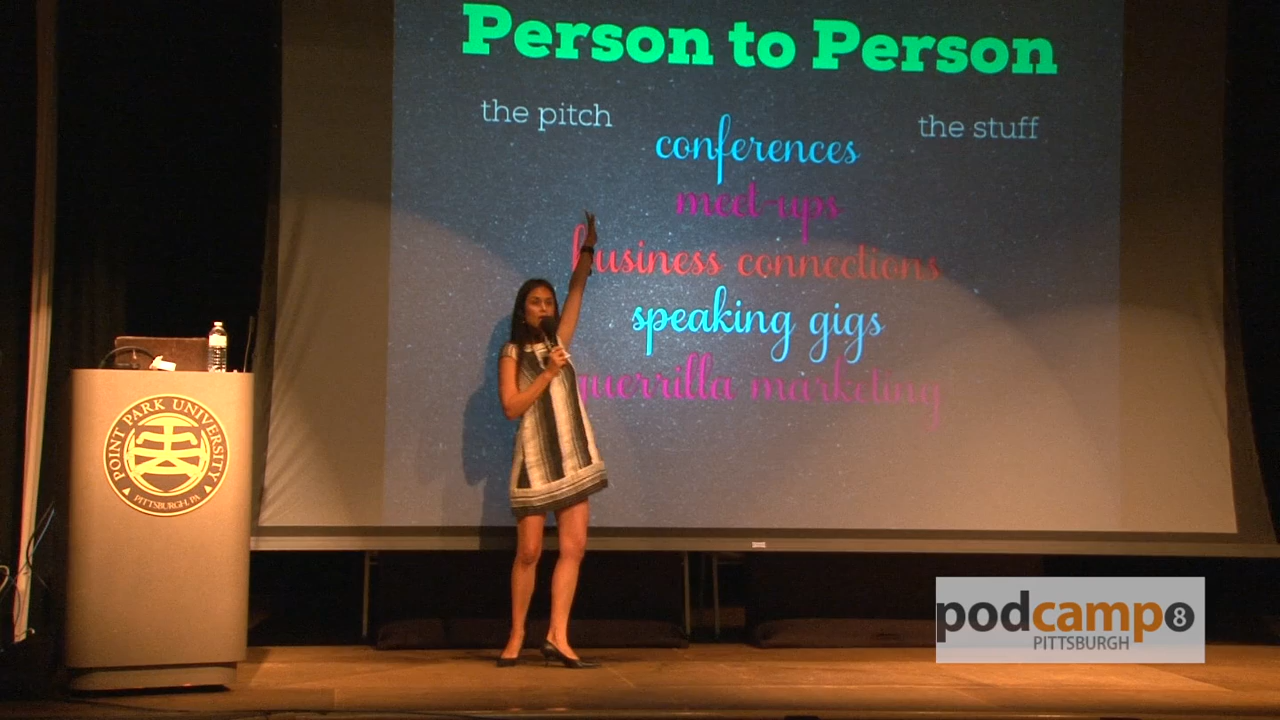 Person to Person
the pitch
the stuff
conferences
meet-ups
business connections
speaking gigs
guerrilla marketing
POINT PARK UNIVERSITY
PITTSBURGH, PA
podcamp 8
PITTSBURGH